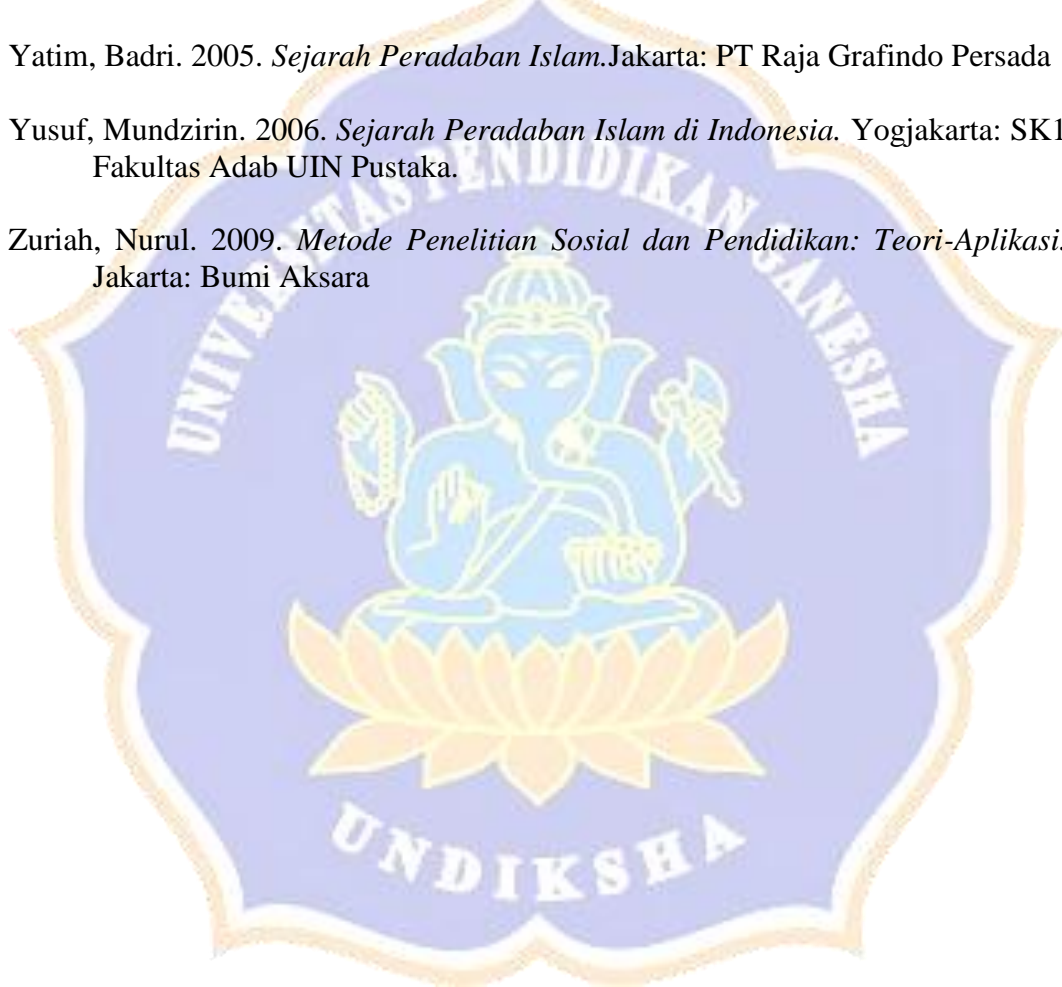 Yatim, Badri. 2005. Sejarah Peradaban Islam.Jakarta: PT Raja Grafindo Persada
Yusuf, Mundzirin. 2006. Sejarah Peradaban Islam di Indonesia. Yogjakarta: SK1
Fakultas Adab UIN Pustaka.
Zuriah, Nurul. 2009. Metode Penelitian Sosial dan Pendidikan: Teori-Aplikasi.
Jakarta: Bumi Aksara
UNIVERSITAS PENDIDIKAN GANESHA
UNDIKSHA